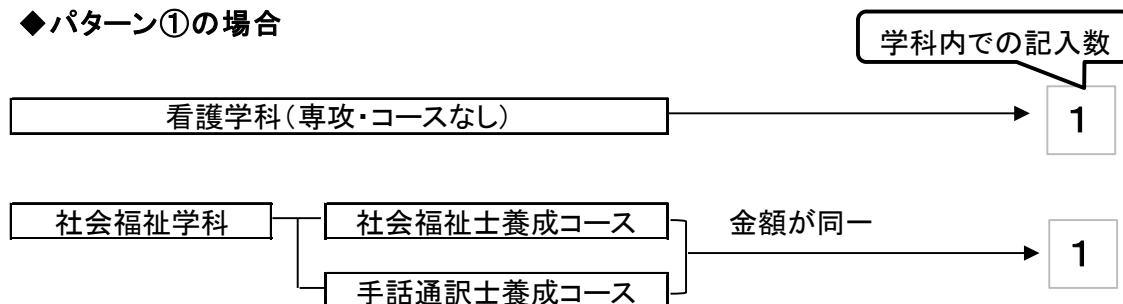 ◆パターン①の場合
学科内での記入数
看護学科(専攻・コースなし)
1
社会福祉学科
社会福祉士養成コース
金額が同一
1
手話通訳士養成コース